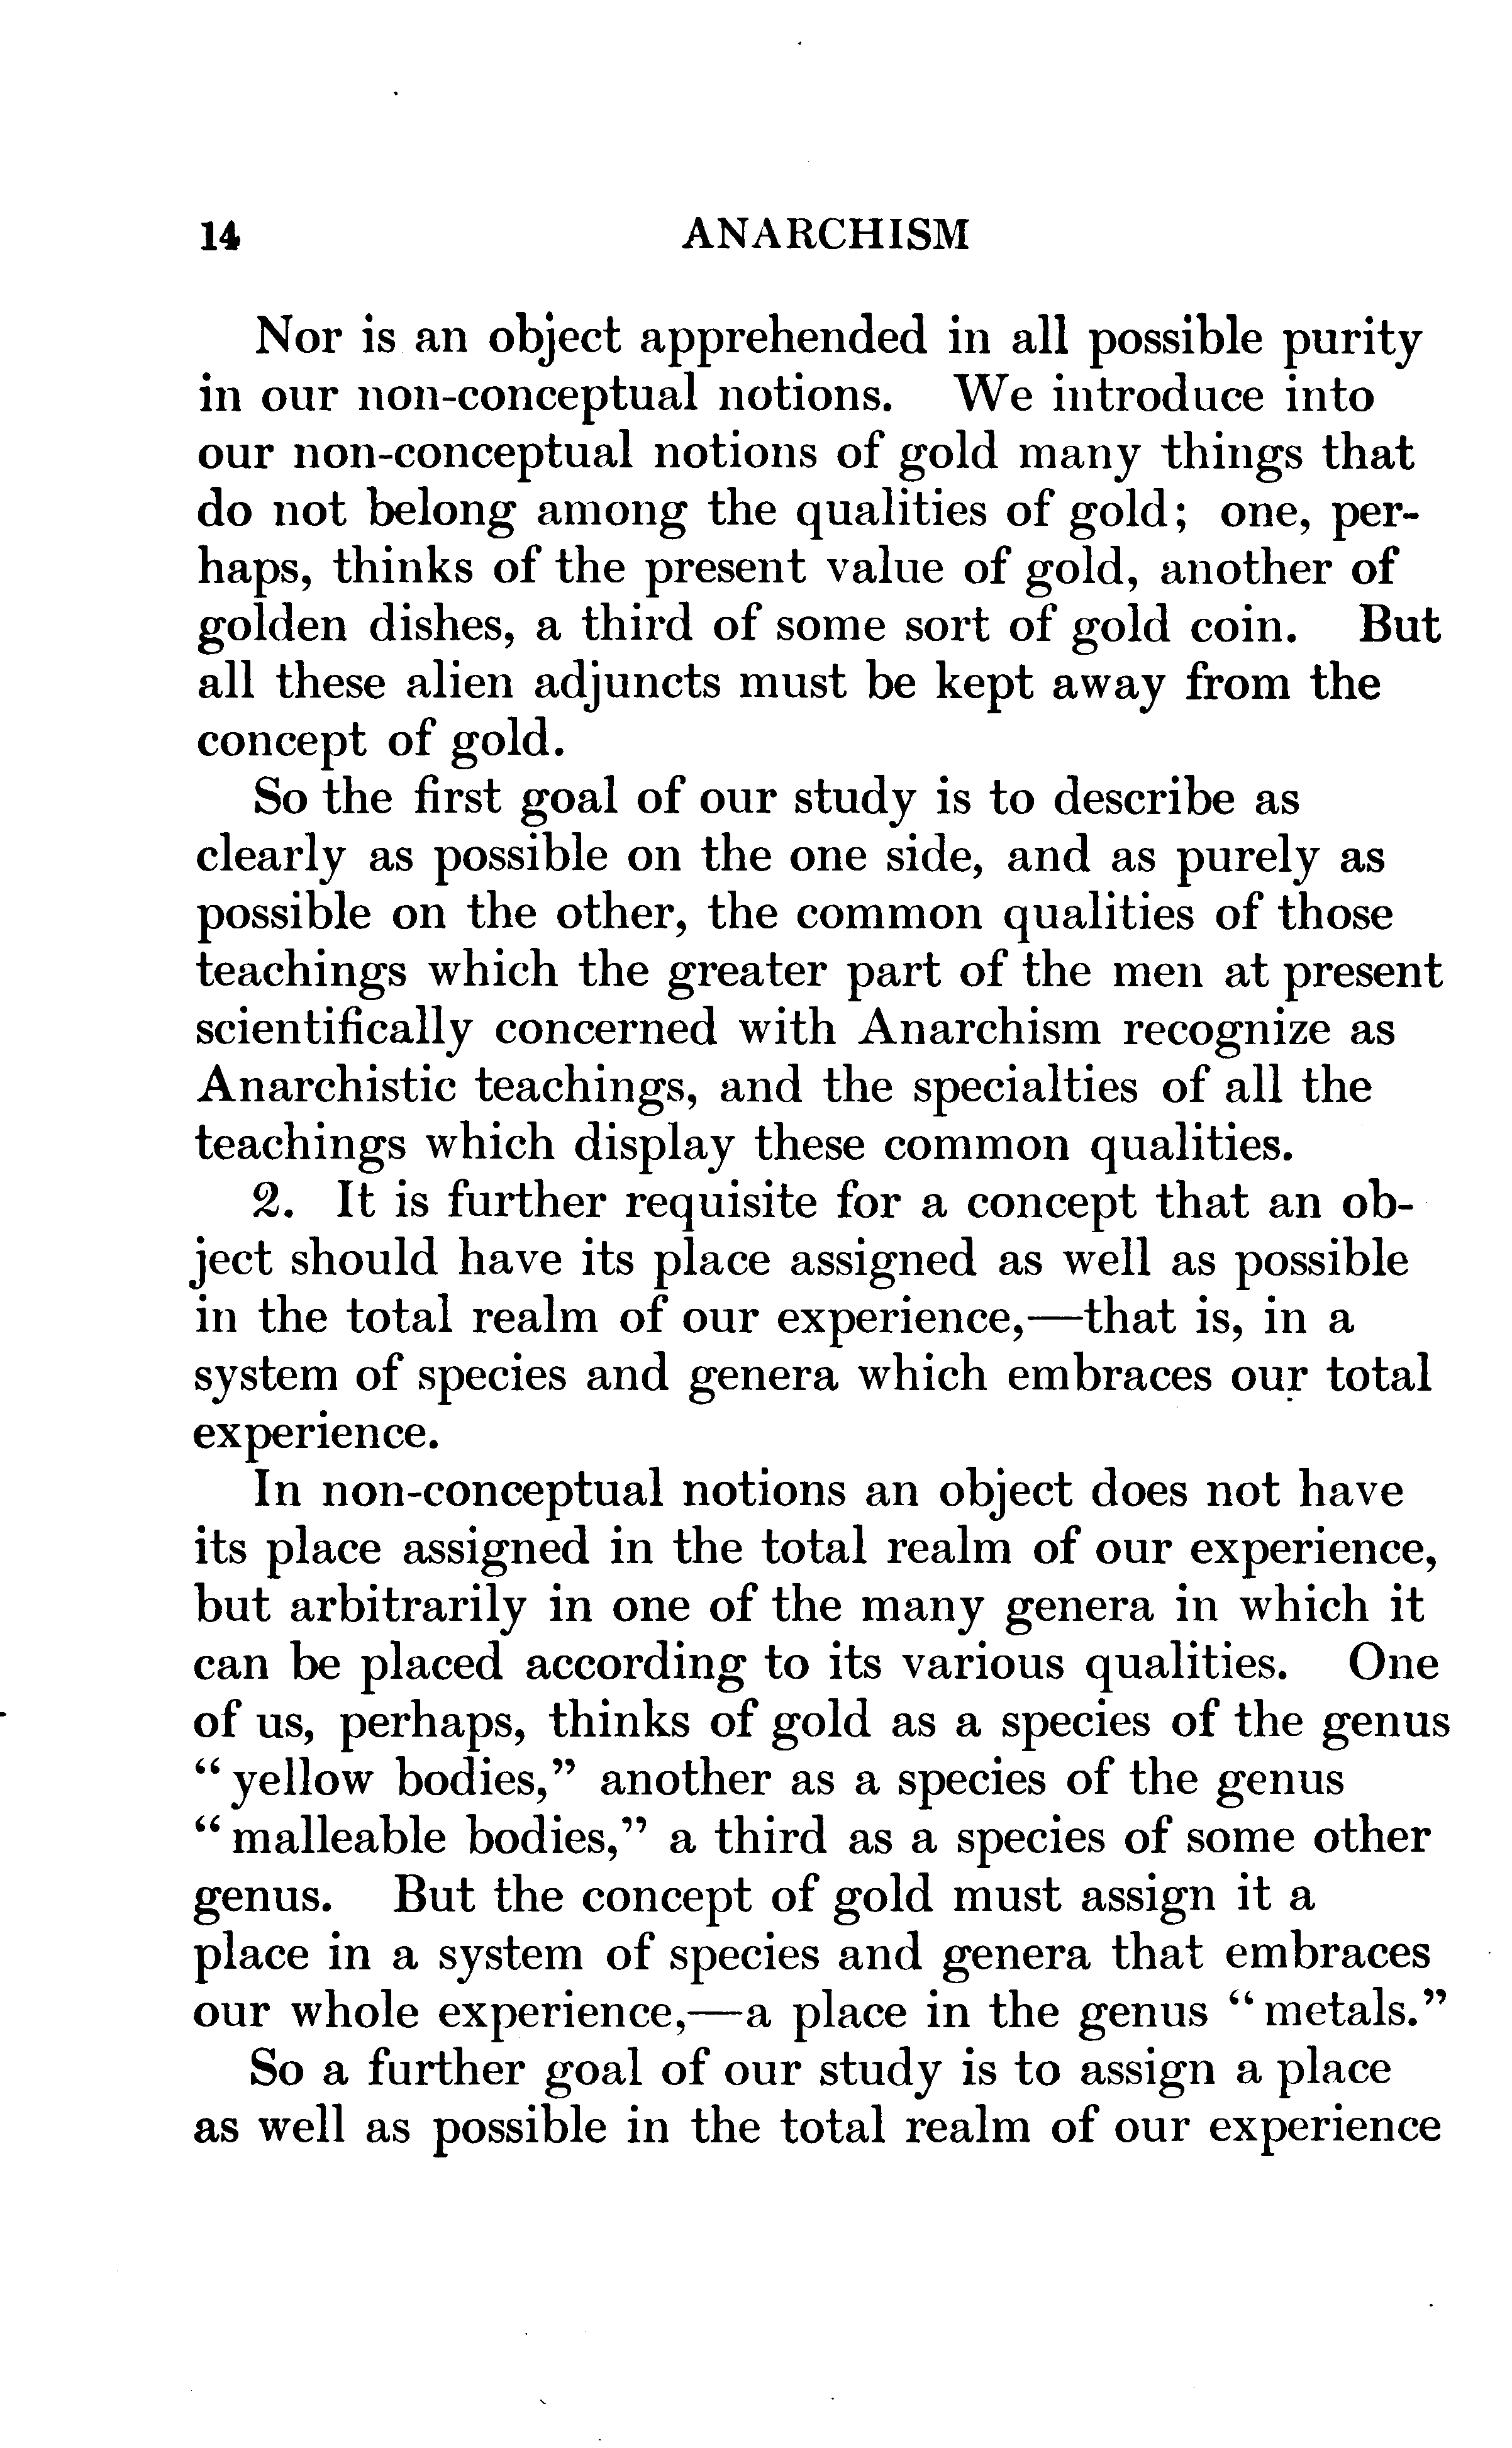 14 ANARCHISM
Nor is an object apprehended in all possible purity
in our non-conceptual notions. We introduce into
our non-conceptual notions of gold many things that
do not belong among the qualities of gold; one, per-
haps, thinks of the present value of gold, another of
golden dishes, a third of some sort of gold coin. But
all these alien adjuncts must be kept away from the
concept of gold.
So the first goal of our study is to describe as
clearly as possible on the one side, and as purely as
possible on the other, the common qualities of those
teachings which the greater part of the men at present
scientifically concerned with Anarchism recognize as
Anarchistic teachings, and the specialties of all the
teachings which display these common qualities.
2. It is further requisite for a concept that an ob-
ject should have its place assigned as well as possible
in the total realm of our experience,—that is, in a
system of species and genera which embraces our total
experience.
In non-conceptual notions an object does not have
its place assigned in the total realm of our experience,
but arbitrarily in one of the many genera in which it
can be placed according to its various qualities. One
of us, perhaps, thinks of gold as a species of the genus
“yellow bodies,” another as a species of the genus
“malleable bodies,” a third as a species of some other
genus. But the concept of gold must assign it a
place in a system of species and genera that embraces
our whole experience,—a place in the genus “metals.”
So a further goal of our study is to assign a place
as well as possible in the total realm of our experience